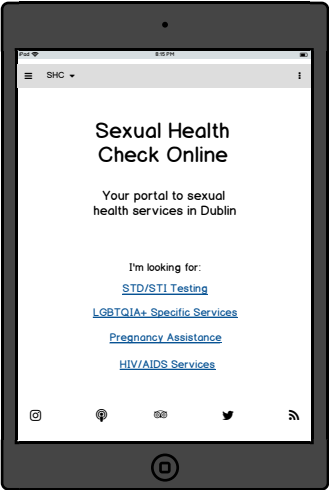 iPad
8:15 PM
SHC
Sexual Health
Check Online
Your portal to sexual
health services in Dublin
I'm looking for:
STD/STI Testing
LGBTQIA+ Specific Services
Pregnancy Assistance
HIV/AIDS Services